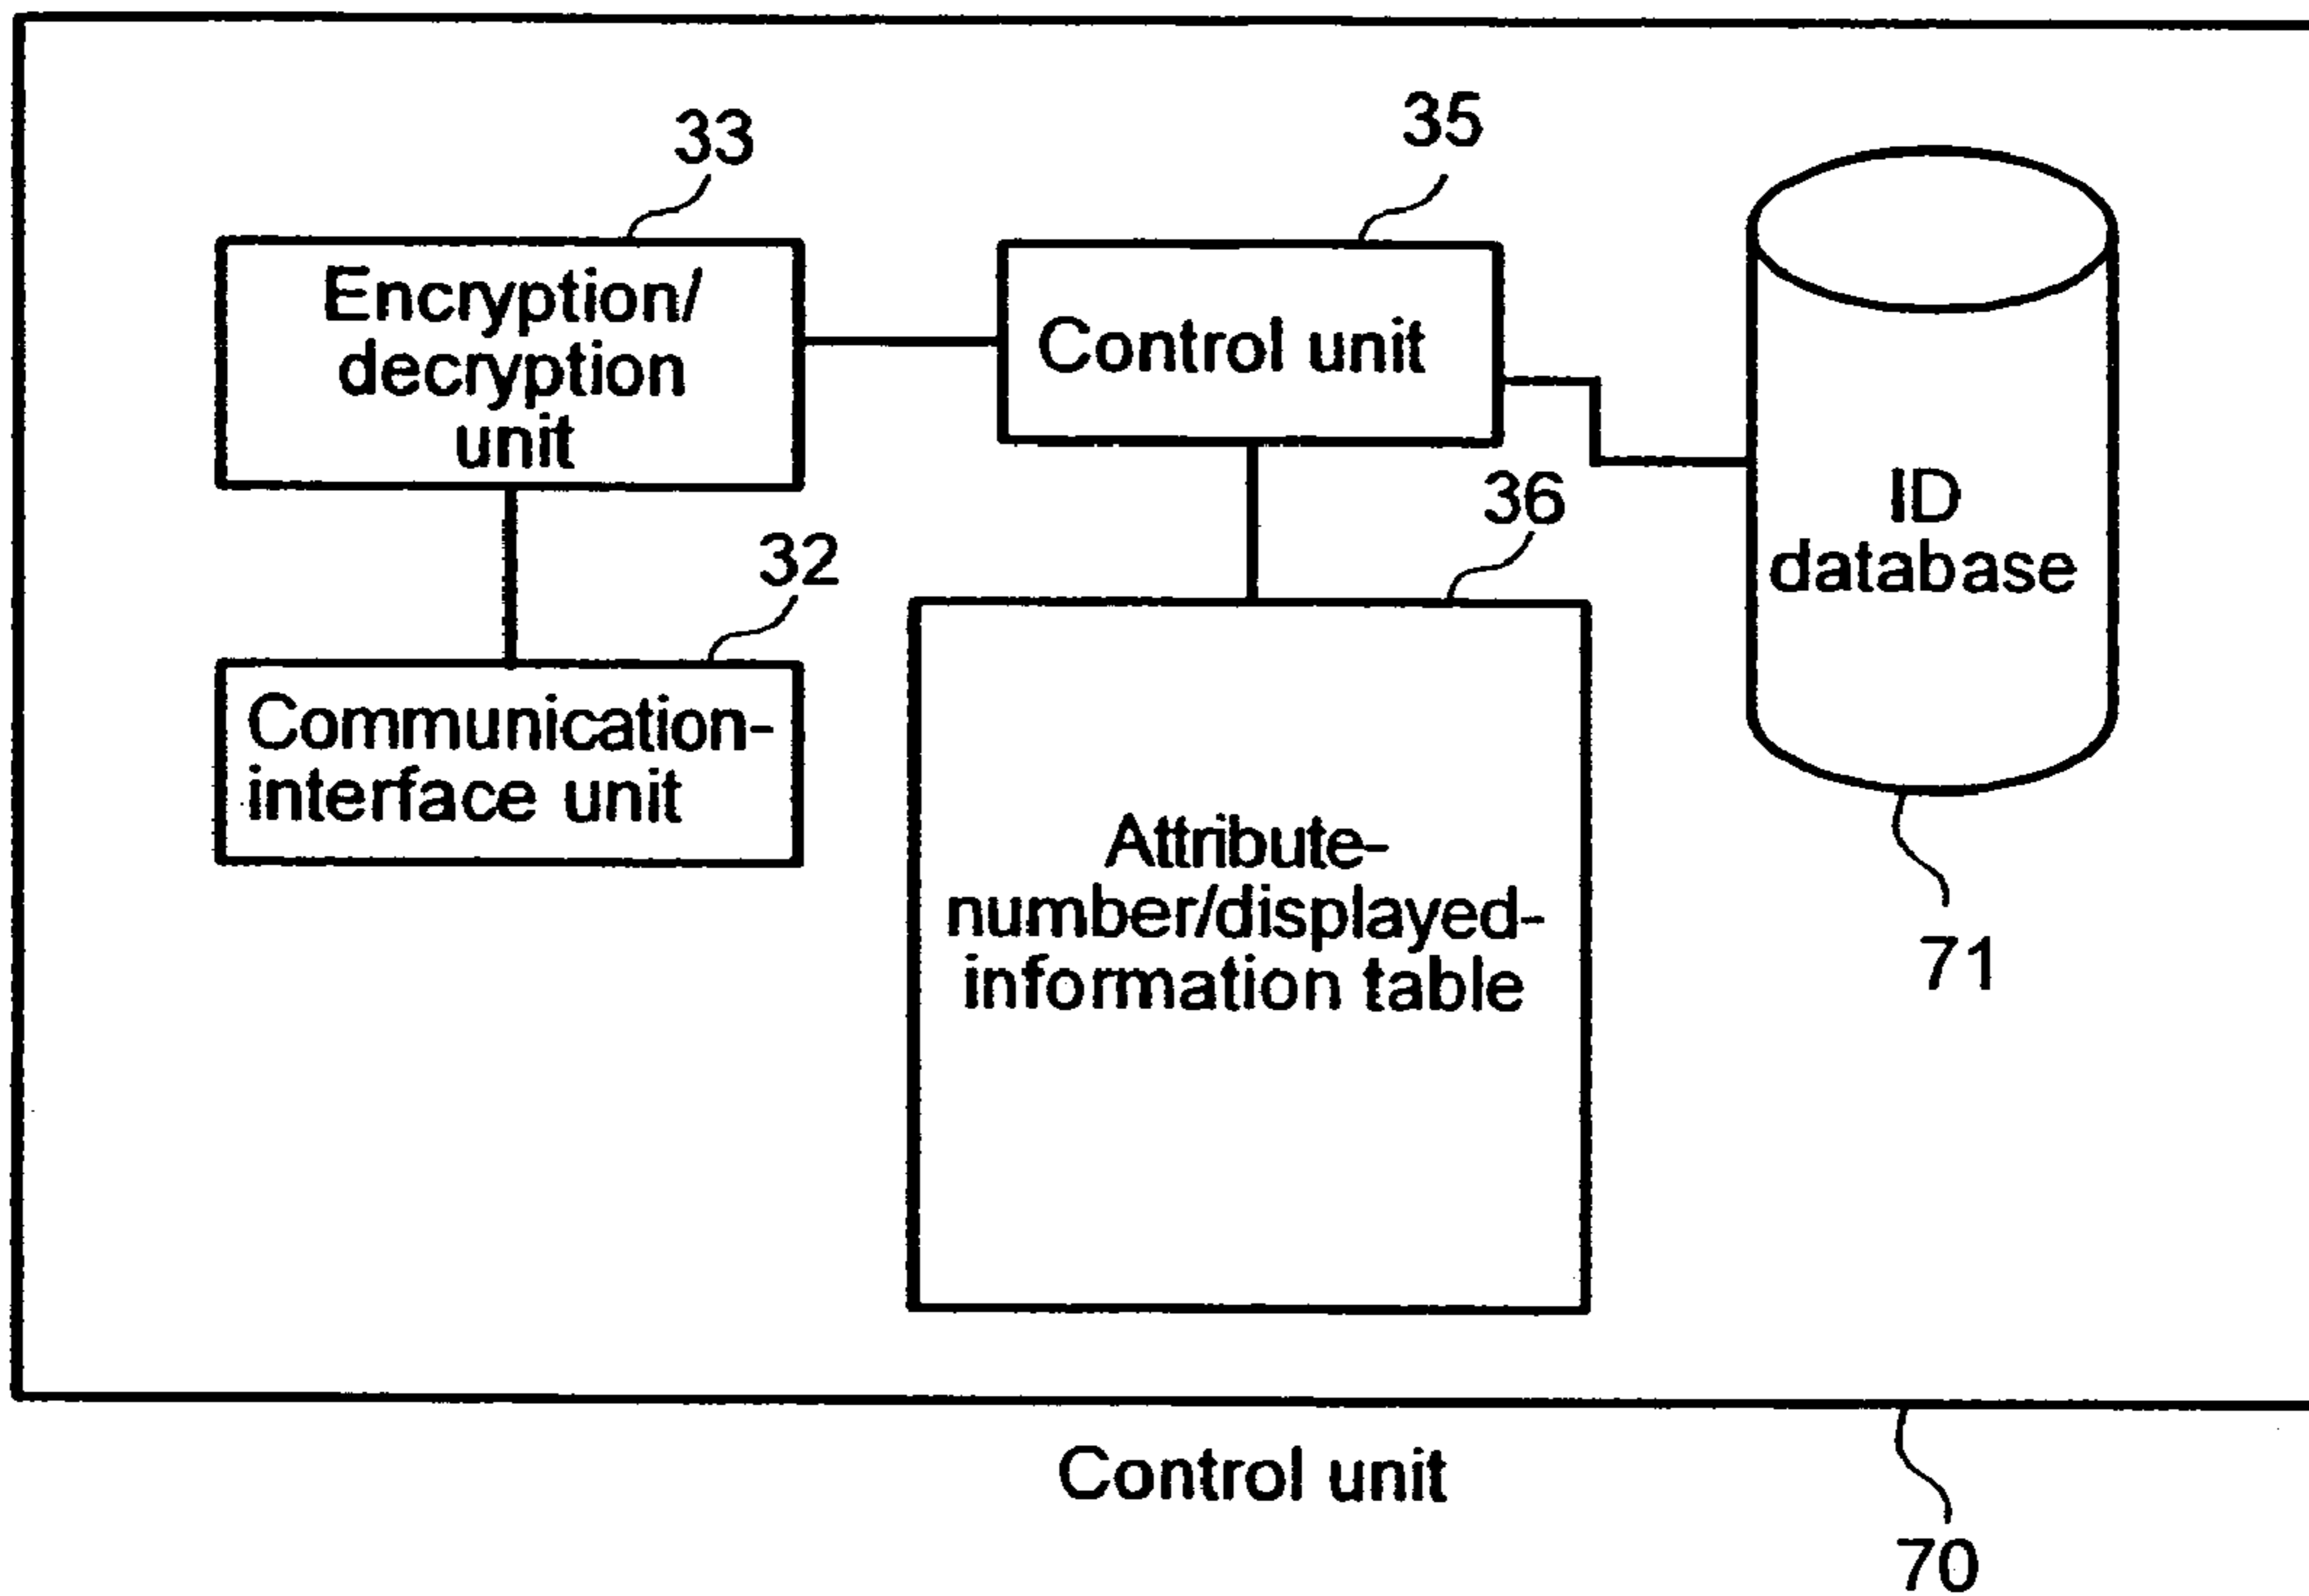 33
35
Encryption/
decryption
unit
Control unit
ID
database
36
32
Communication-
interface unit
Attribute-
number/displayed-
information table
71
Control unit
70